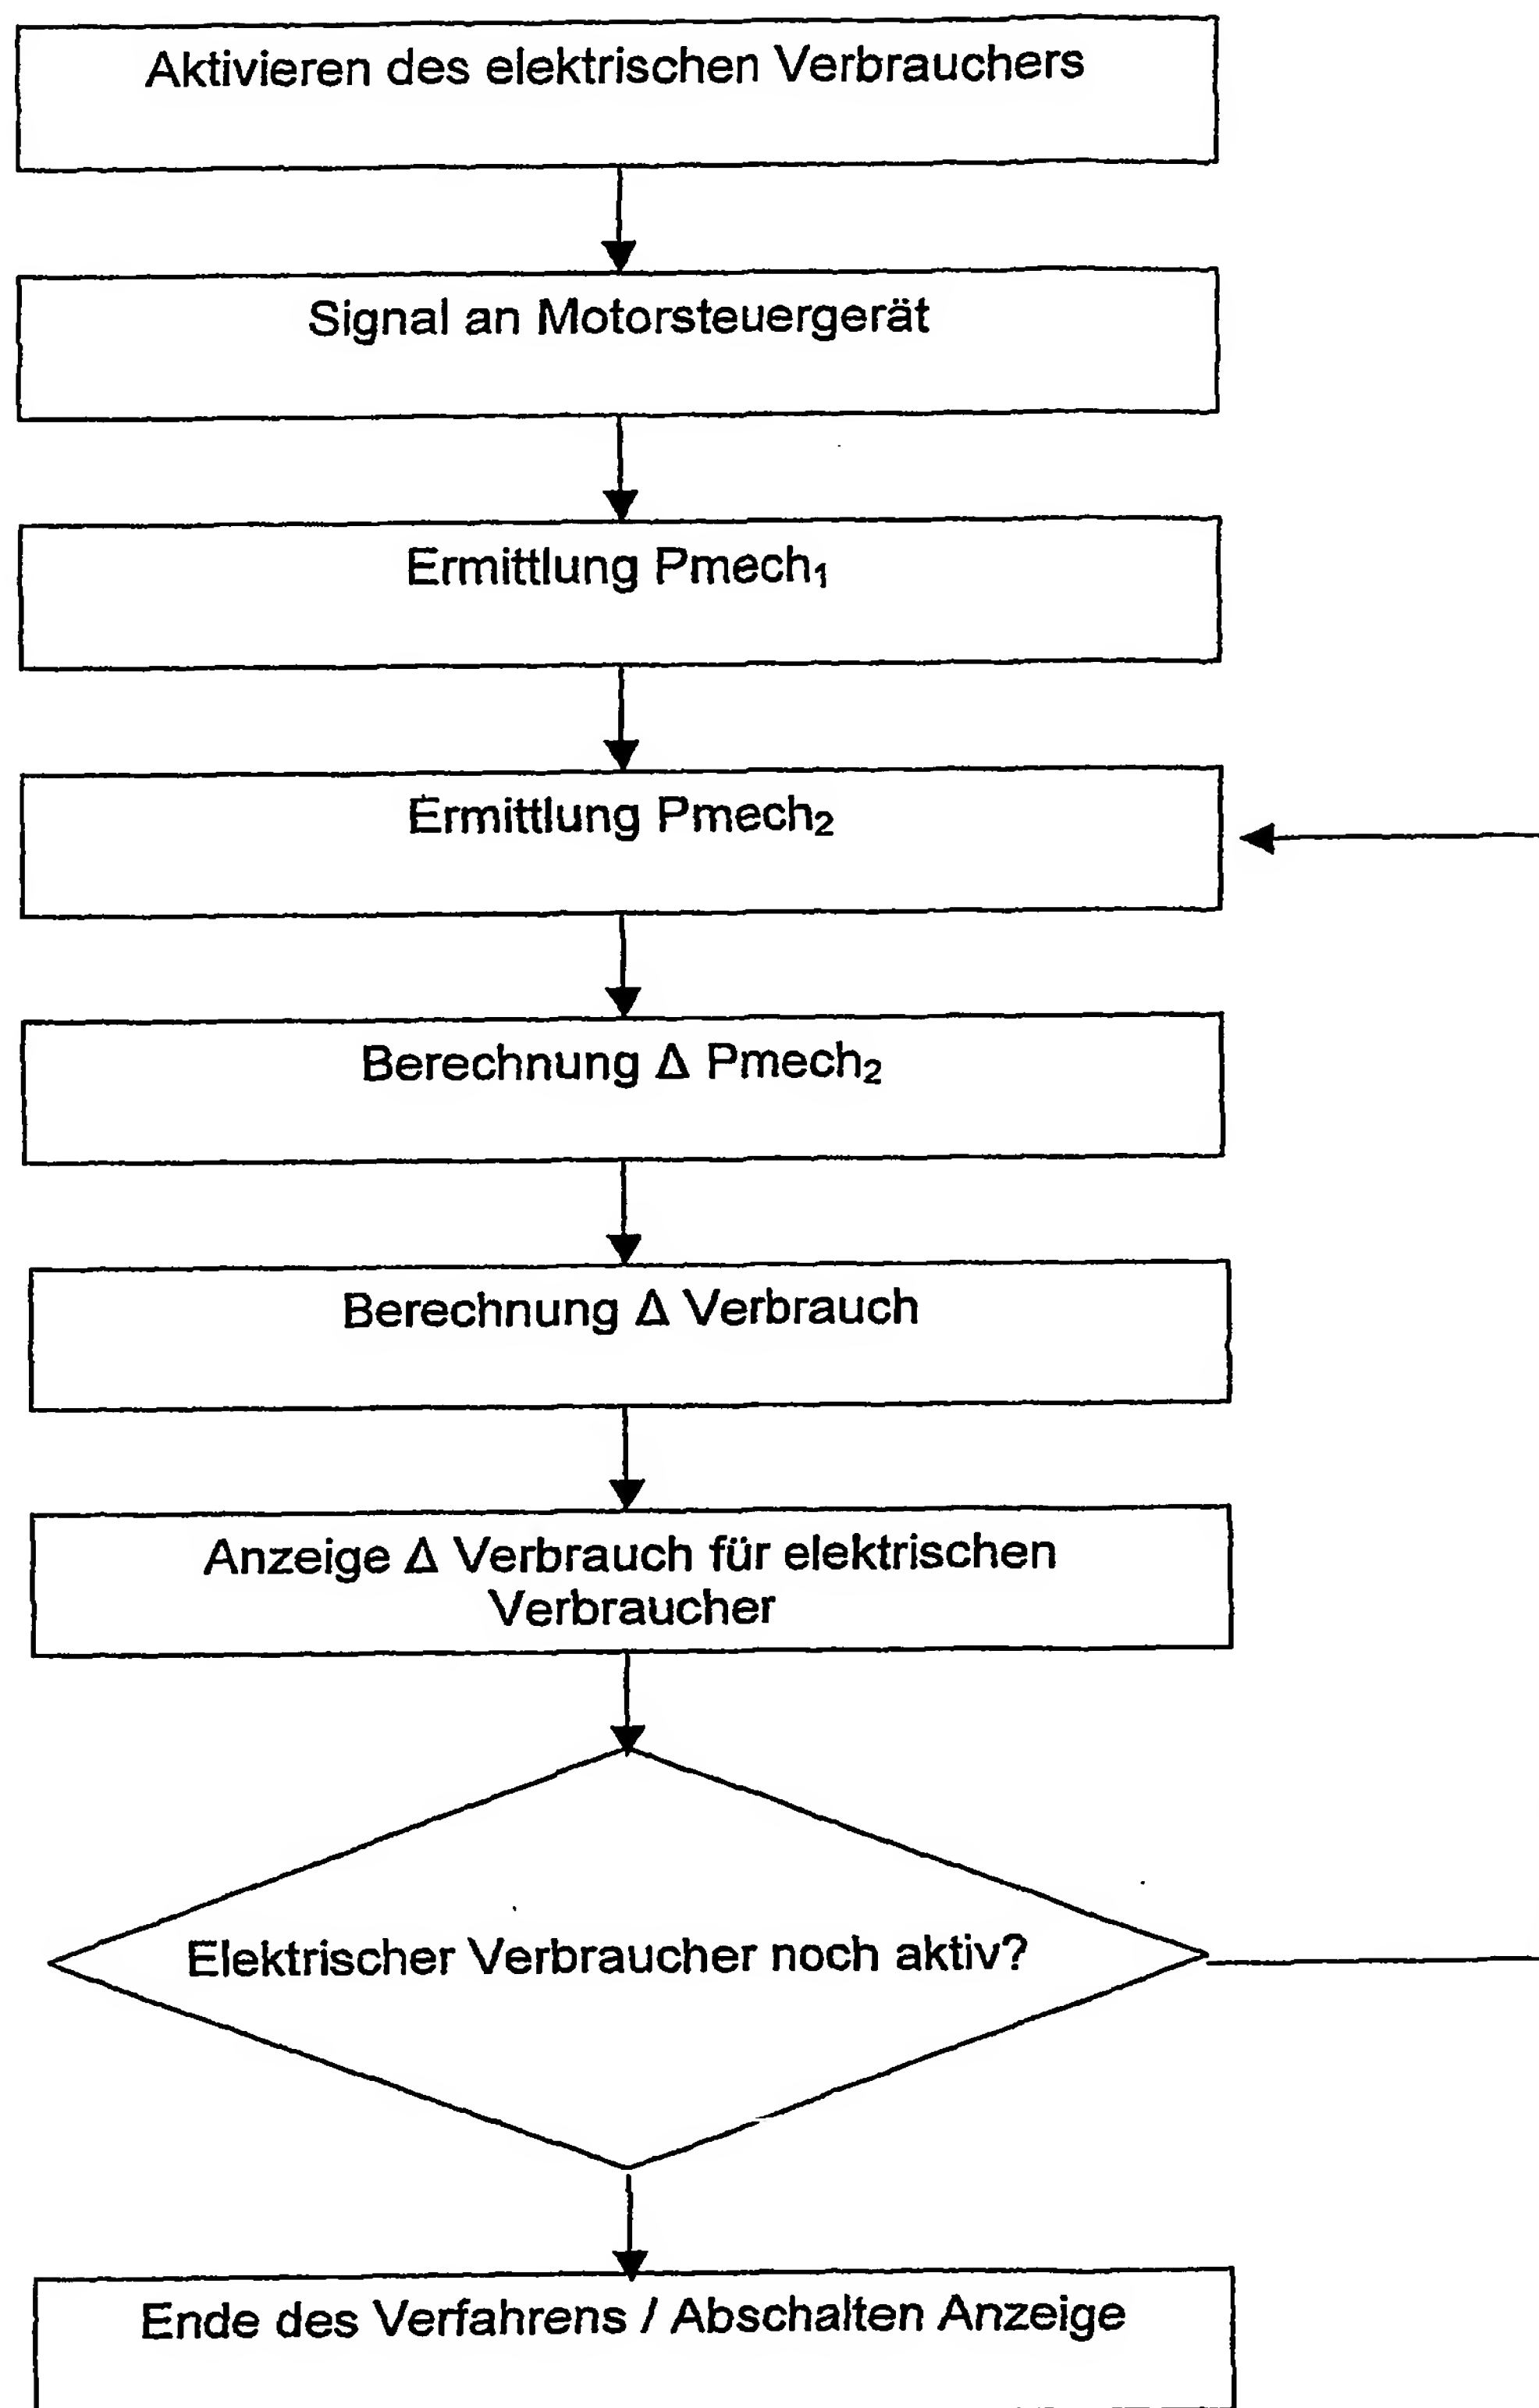 Aktivieren des elektrischen Verbrauchers
Signal an Motorsteuergerät
Ermittlung Pmech₁
Ermittlung Pmech₂
Berechnung Δ Pmech₂
Berechnung Δ Verbrauch
Anzeige Δ Verbrauch für elektrischen
Verbraucher
Elektrischer Verbraucher noch aktiv?
Ende des Verfahrens / Abschalten Anzeige